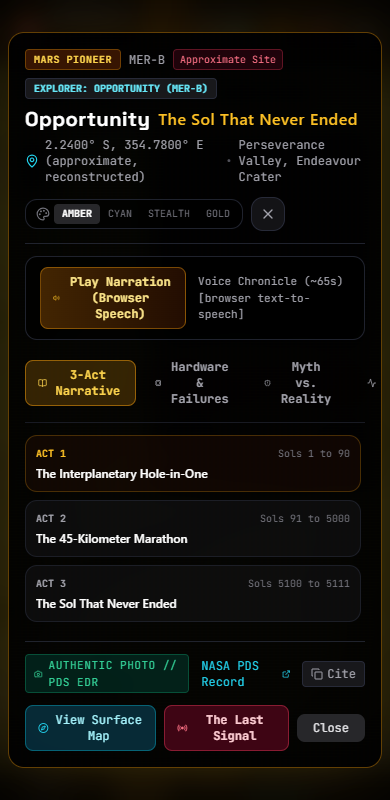 MARS PIONEER MER-B Approximate Site
EXPLORER: OPPORTUNITY (MER-B)
Opportunity The Sol That Never Ended
2.2400° S, 354.7800° E
(approximate,
reconstructed)
•
Perseverance
Valley, Endeavour
Crater
AMBER CYAN STEALTH GOLD
Play Narration
(Browser
Speech)
Voice Chronicle (~65s)
[browser text-to-
speech]
3-Act
Narrative
Hardware
&
Failures
Myth
vs.
Reality
ACT 1 Sols 1 to 90
The Interplanetary Hole-in-One
ACT 2 Sols 91 to 5000
The 45-Kilometer Marathon
ACT 3 Sols 5100 to 5111
The Sol That Never Ended
AUTHENTIC PHOTO //
PDS EDR
NASA PDS
Record
Cite
View Surface
Map
The Last
Signal
Close